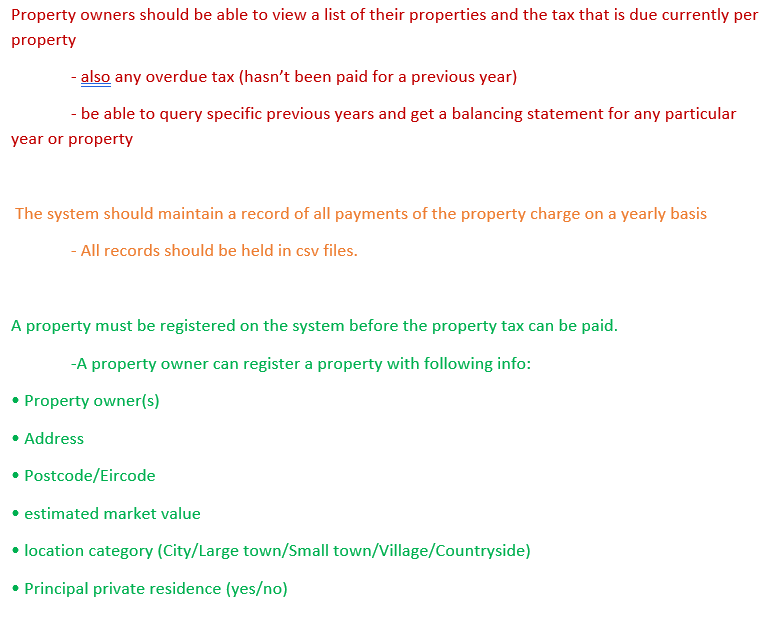 Property owners should be able to view a list of their properties and the tax that is due currently per
property
- also any overdue tax (hasn’t been paid for a previous year)
- be able to query specific previous years and get a balancing statement for any particular
year or property
The system should maintain a record of all payments of the property charge on a yearly basis
- All records should be held in csv files.
A property must be registered on the system before the property tax can be paid.
-A property owner can register a property with following info:
• Property owner(s)
• Address
• Postcode/Eircode
• estimated market value
• location category (City/Large town/Small town/Village/Countryside)
• Principal private residence (yes/no)